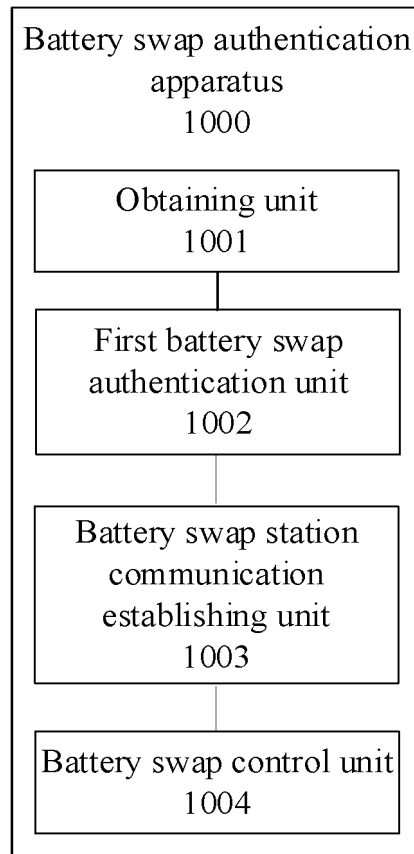 Battery swap authentication
apparatus
1000
Obtaining unit
1001
First battery swap
authentication unit
1002
Battery swap station
communication
establishing unit
1003
Battery swap control unit
1004